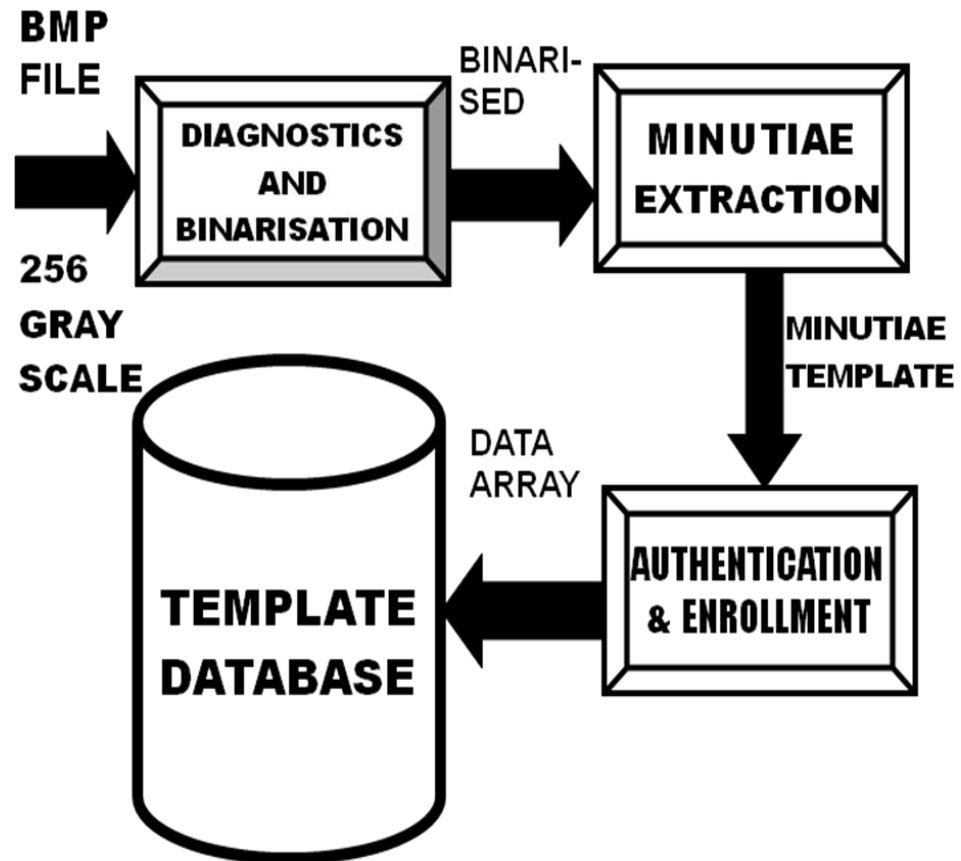 BMP
FILE
256
GRAY
SCALE
DIAGNOSTICS
AND
BINARISATION
BINARI-
SED
MINUTIAE
EXTRACTION
MINUTIAE
TEMPLATE
AUTHENTICATION
& ENROLLMENT
DATA
ARRAY
TEMPLATE
DATABASE